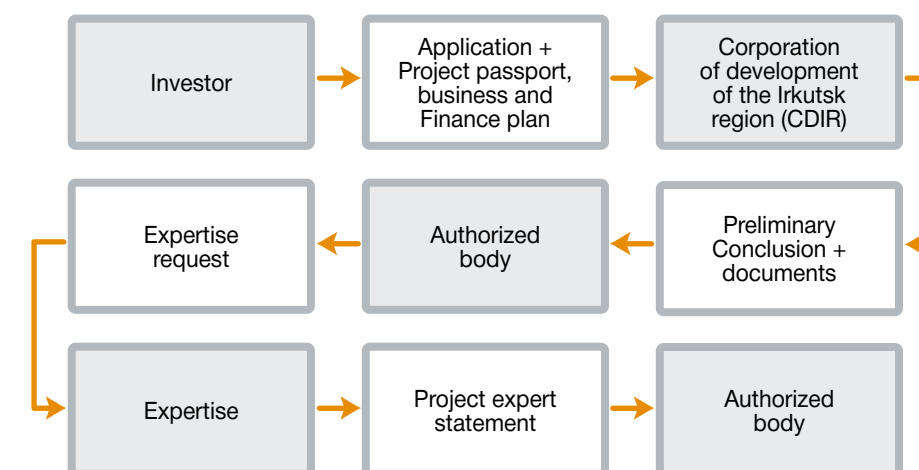 Investor
Application +
Project passport,
business and
Finance plan
Corporation
of development
of the Irkutsk
region (CDIR)
Expertise
request
Authorized
body
Preliminary
Conclusion +
documents
Expertise
Project expert
statement
Authorized
body